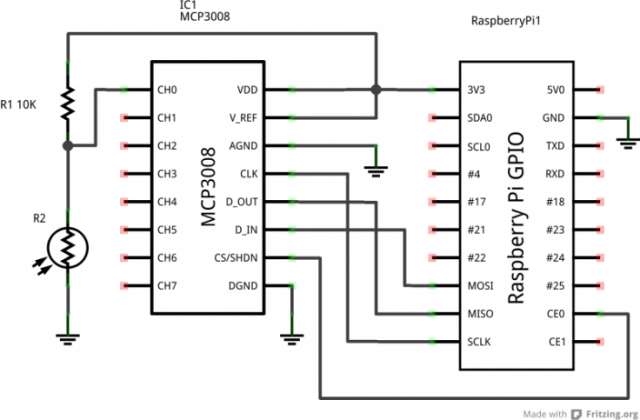 IC1
MCP3008
RaspberryPi1
R1 10K
R2
CH0
CH1
CH2
CH3
CH4
CH5
CH6
CH7
MCP3008
VDD
V_REF
AGND
CLK
D_OUT
D_IN
CS/SHDN
DGND
3V3
SDA0
SCL0
#4
#17
#21
#22
MOSI
MISO
SCLK
Raspberry Pi GPIO
5V0
GND
TXD
RXD
#18
#23
#24
#25
CE0
CE1
Made with Fritzing.org